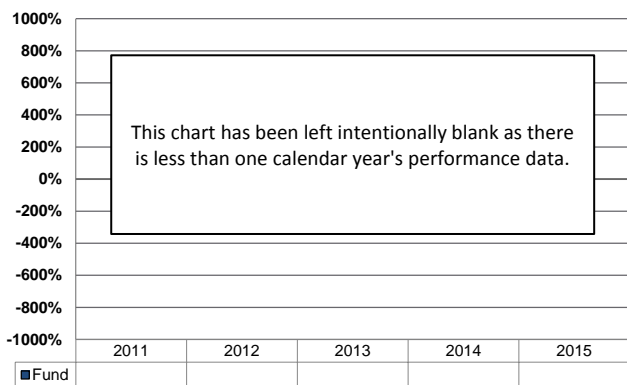 1000%
800%
600%
400%
200%
0%
-200%
-400%
-600%
-800%
-1000%
This chart has been left intentionally blank as there
is less than one calendar year's performance data.
2011 2012 2013 2014 2015
Fund